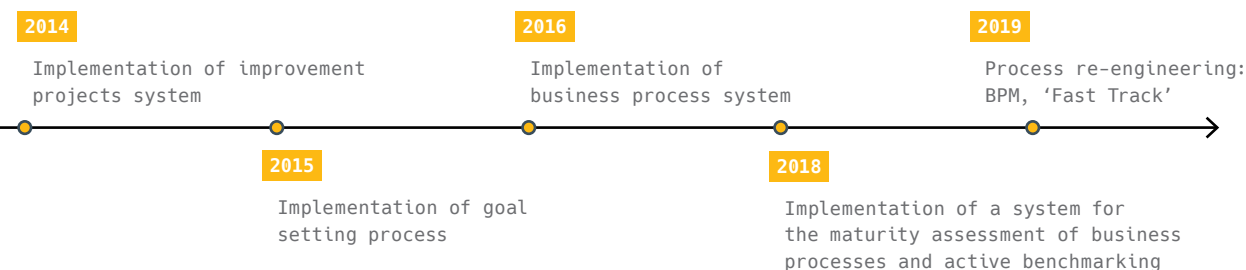 2014
Implementation of improvement
projects system
2015
Implementation of goal
setting process
2016
Implementation of
business process system
2018
Implementation of a system for
the maturity assessment of business
processes and active benchmarking
2019
Process re-engineering:
BPM, ‘Fast Track’